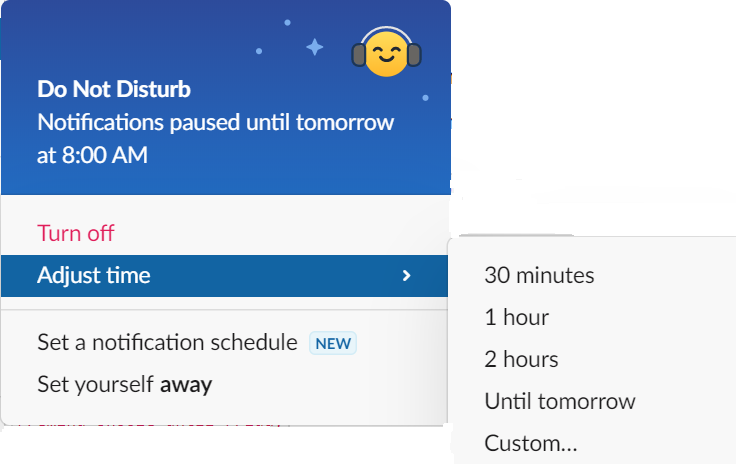 Do Not Disturb
Notifications paused until tomorrow
at 8:00 AM
Turn off
Adjust time
Set a notification schedule NEW
Set yourself away
30 minutes
1 hour
2 hours
Until tomorrow
Custom...